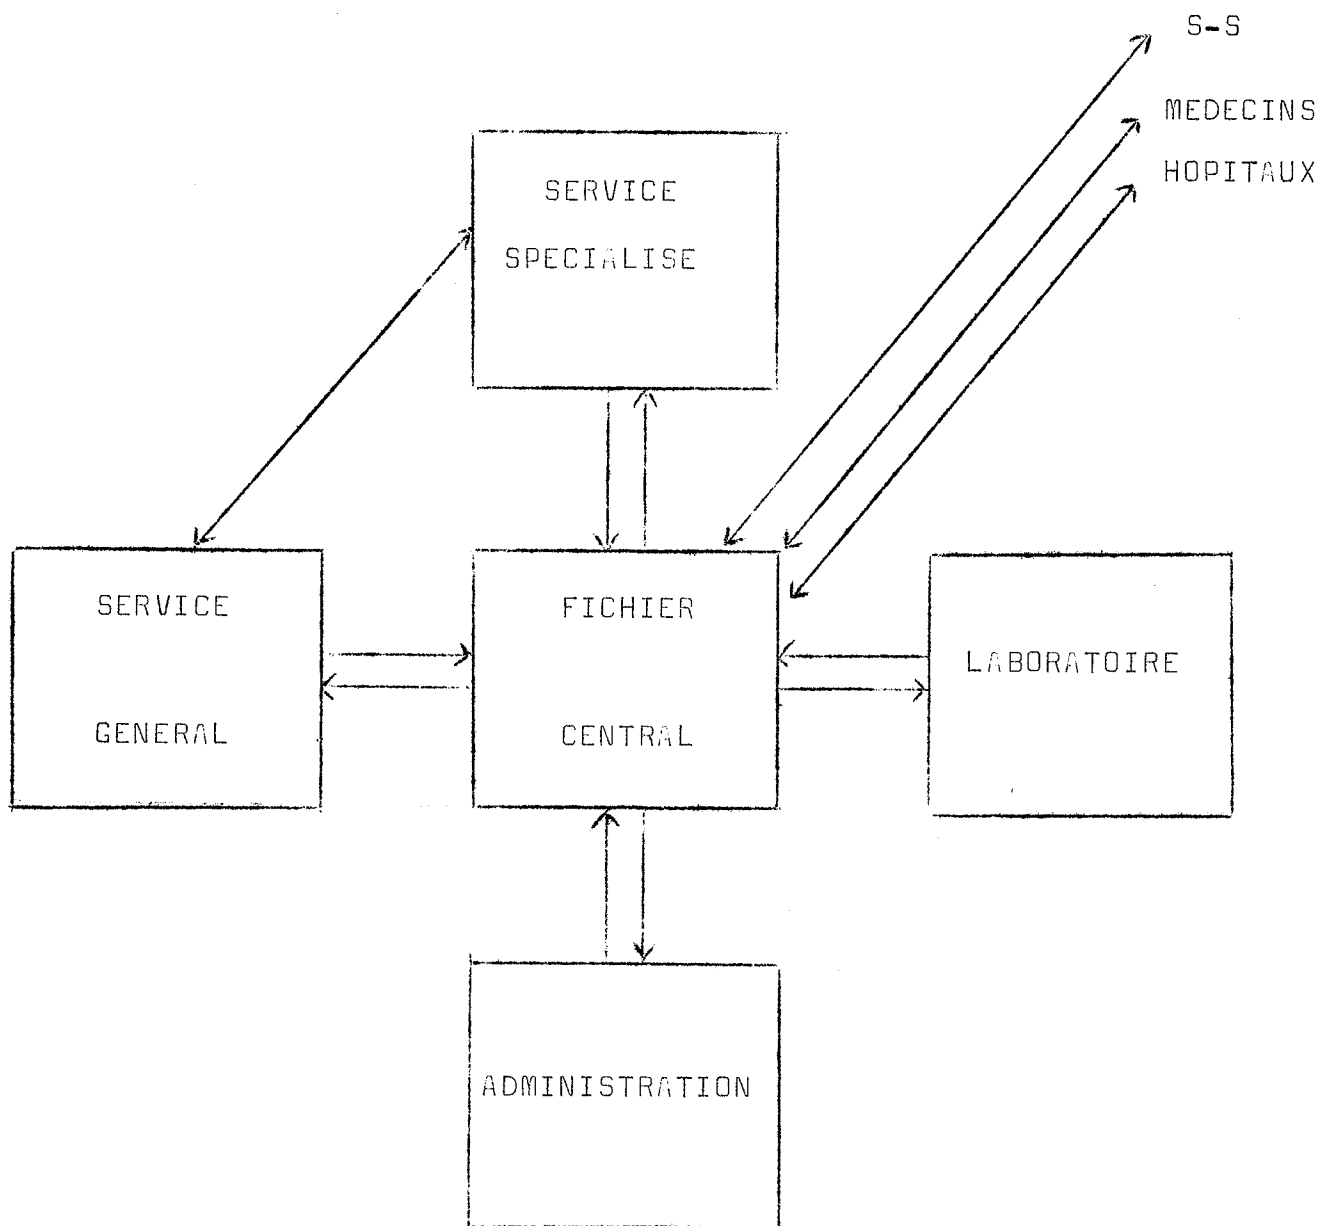 S-S
MEDECINS
HOPITAUX
SERVICE
SPECIALISE
SERVICE
GENERAL
FICHIER
CENTRAL
LABORATOIRE
ADMINISTRATION